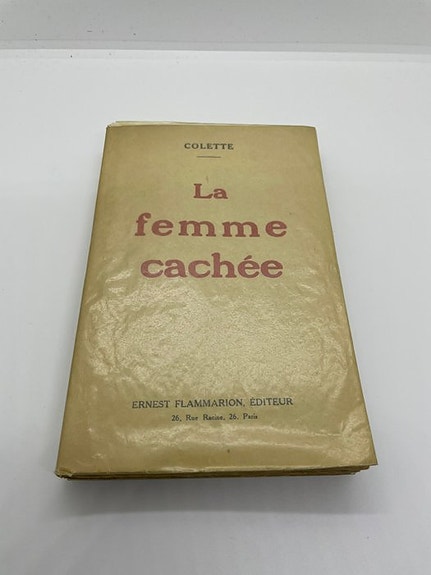 COLETTE
La
femme
cachée
ERNEST FLAMMARION, ÉDITEUR
26, Rue Racine, 26, Paris